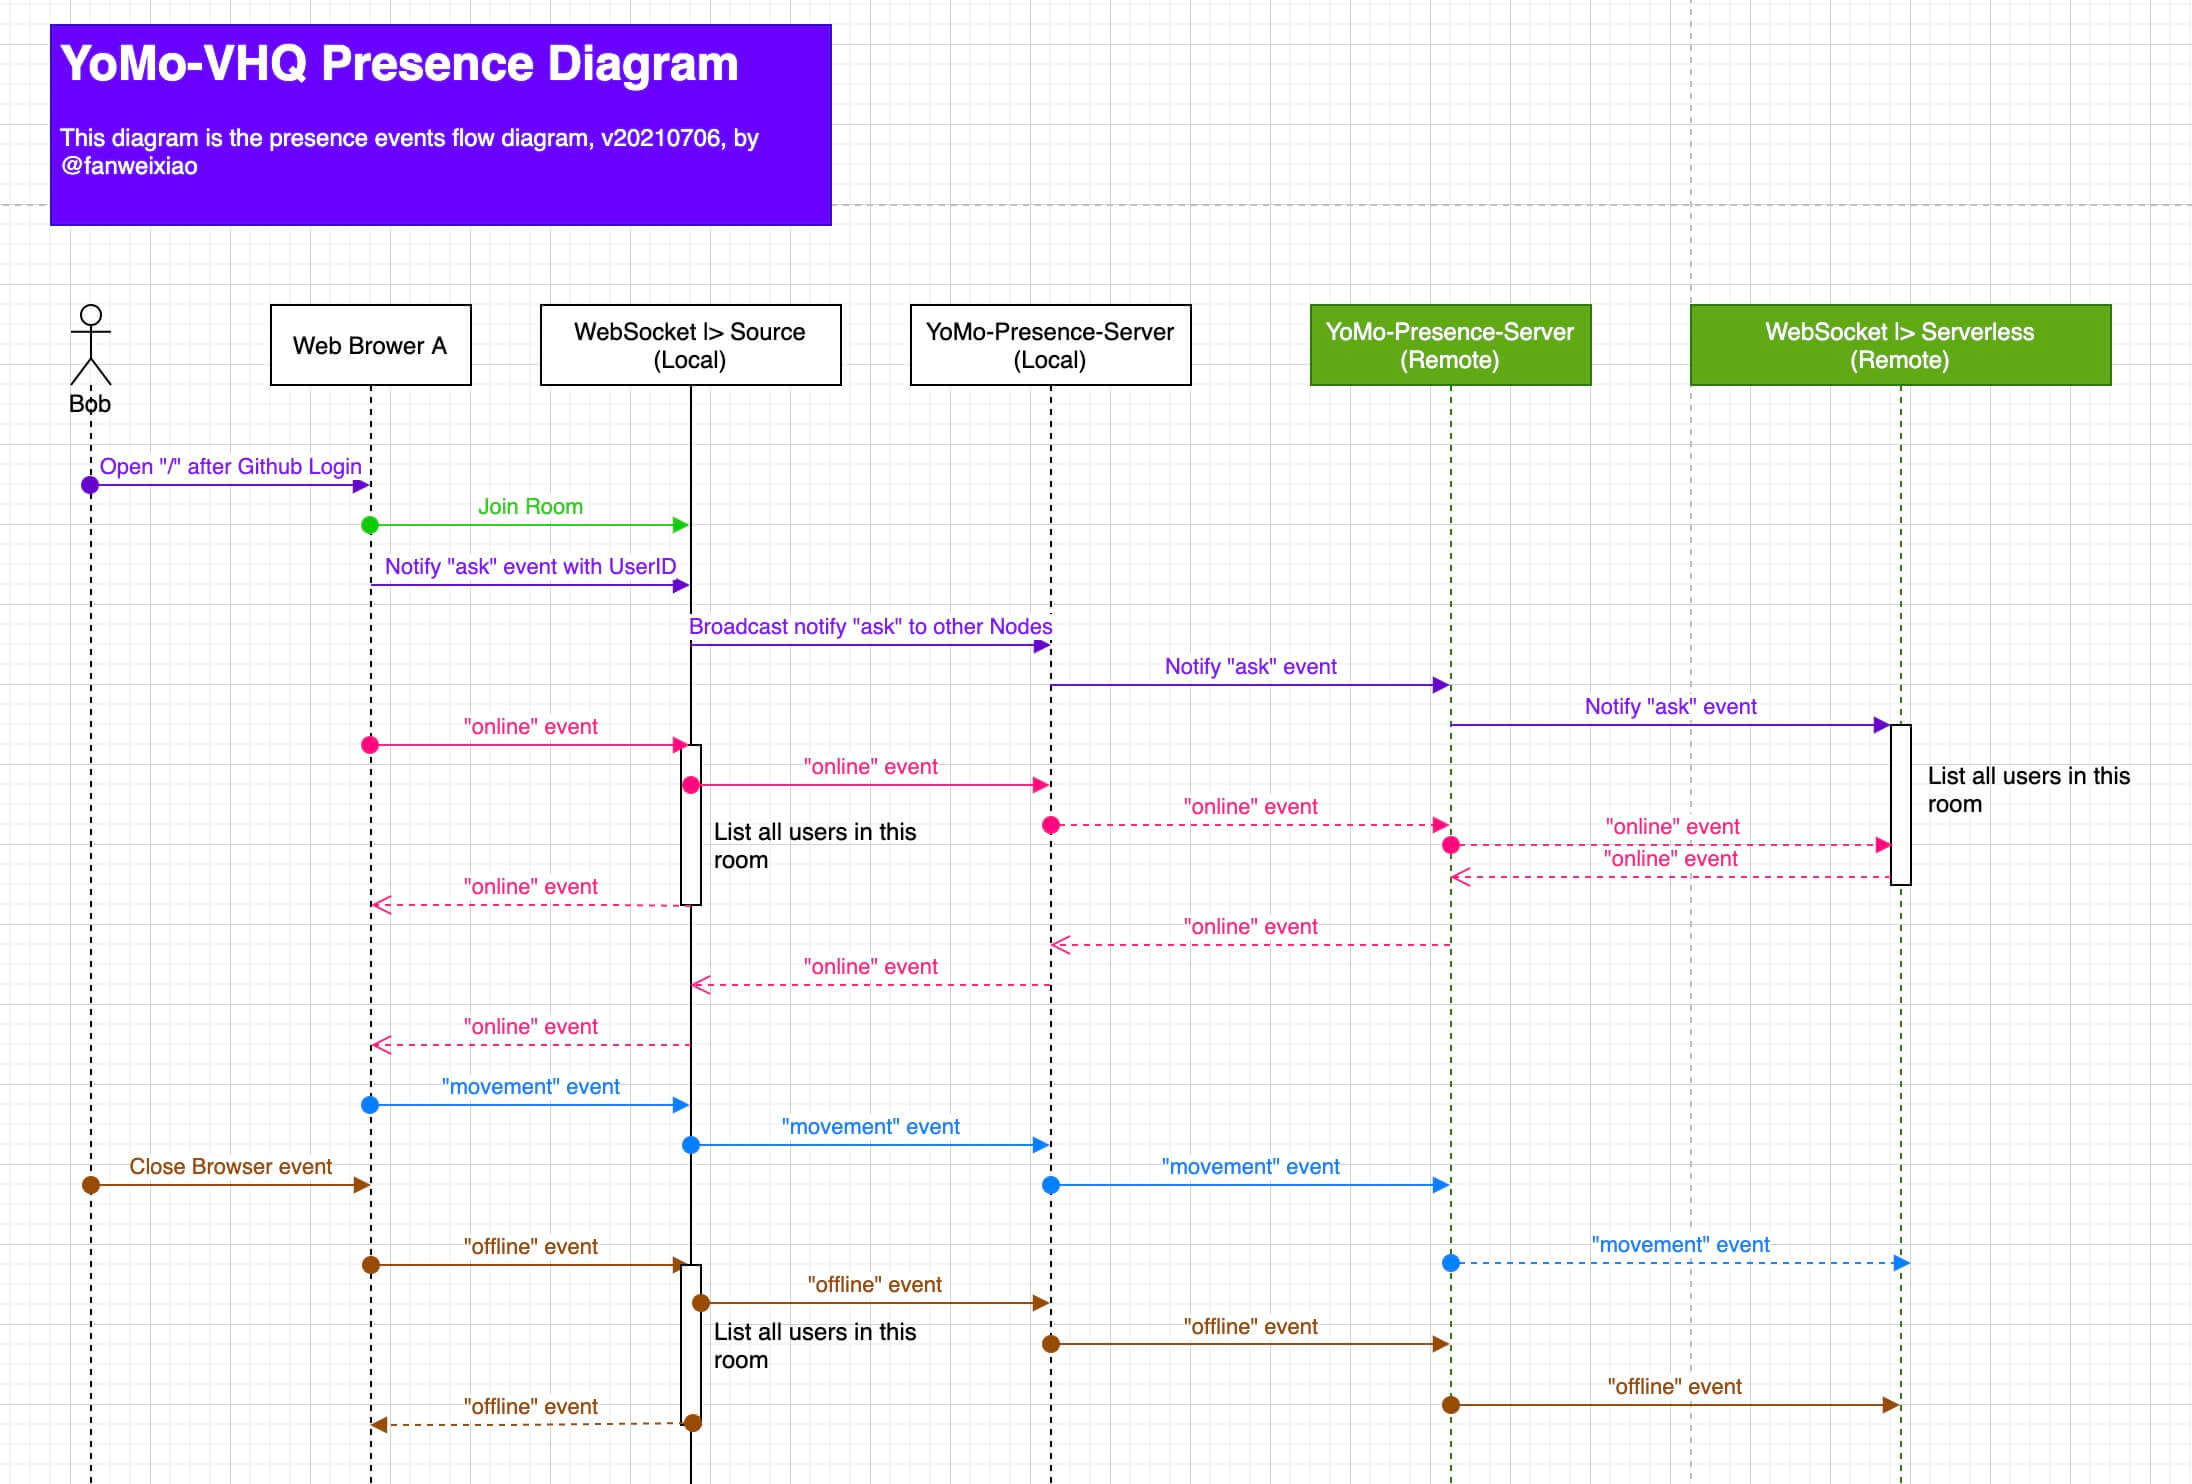 YoMo-VHQ Presence Diagram
This diagram is the presence events flow diagram, v20210706, by
@fanweixiao
Bob
Web Brower A
WebSocket |> Source
(Local)
YoMo-Presence-Server
(Local)
YoMo-Presence-Server
(Remote)
WebSocket |> Serverless
(Remote)
Open "/" after Github Login
Join Room
Notify "ask" event with UserID
Broadcast notify "ask" to other Nodes
Notify "ask" event
Notify "ask" event
"online" event
"online" event
List all users in this
room
"online" event
"online" event
List all users in this
room
"online" event
"online" event
"online" event
"online" event
"online" event
"movement" event
"movement" event
Close Browser event
"movement" event
"offline" event
"movement" event
"offline" event
"offline" event
List all users in this
room
"offline" event
"offline" event